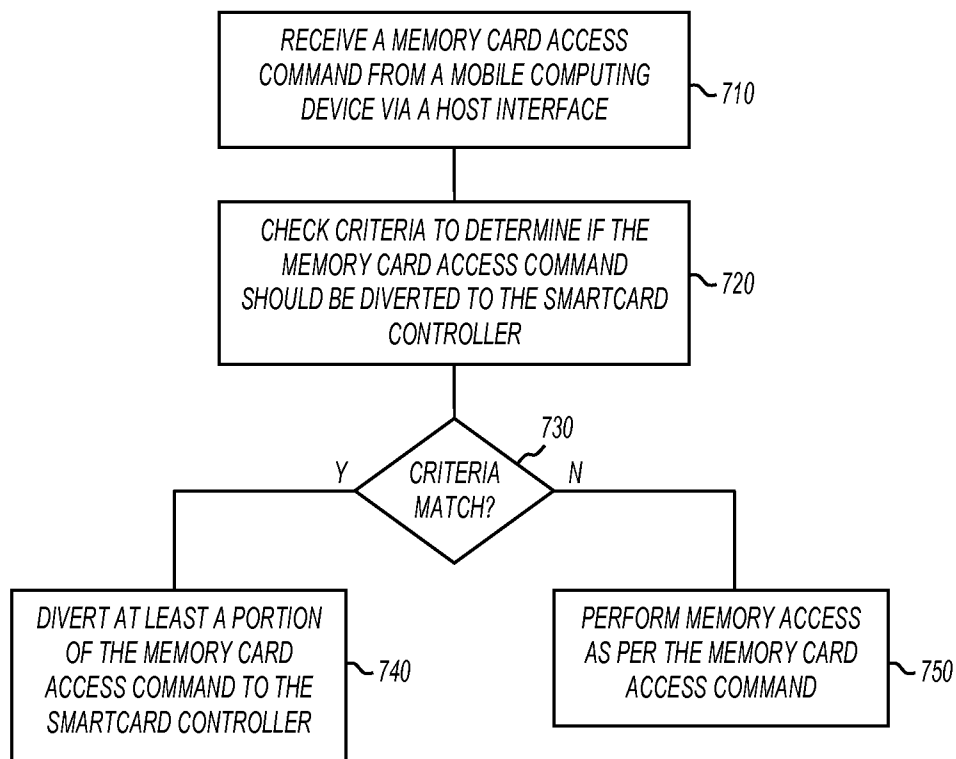 RECEIVE A MEMORY CARD ACCESS
COMMAND FROM A MOBILE COMPUTING
DEVICE VIA A HOST INTERFACE
710
CHECK CRITERIA TO DETERMINE IF THE
MEMORY CARD ACCESS COMMAND
SHOULD BE DIVERTED TO THE SMARTCARD
CONTROLLER
720
730
Y
CRITERIA
MATCH?
N
DIVERT AT LEAST A PORTION
OF THE MEMORY CARD
ACCESS COMMAND TO THE
SMARTCARD CONTROLLER
740
PERFORM MEMORY ACCESS
AS PER THE MEMORY CARD
ACCESS COMMAND
750